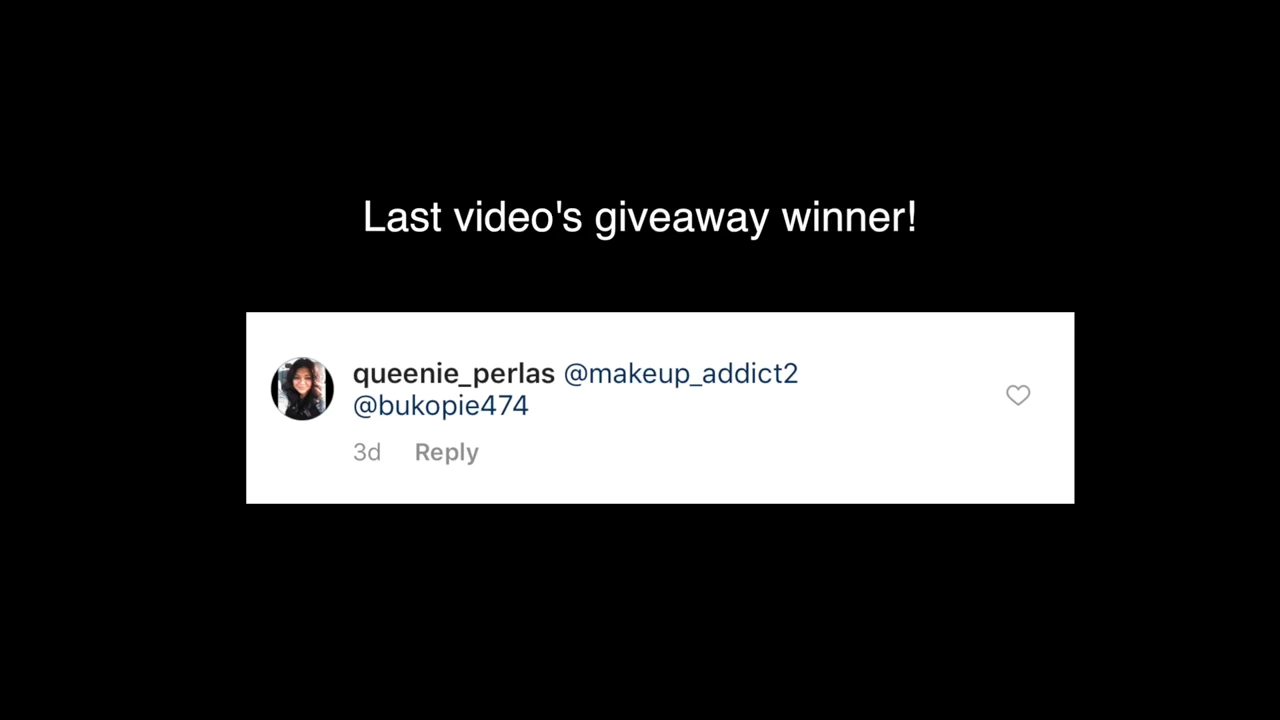 Last video's giveaway winner!
queenie_perlas @makeup_addict2
@bukopie474
3d Reply